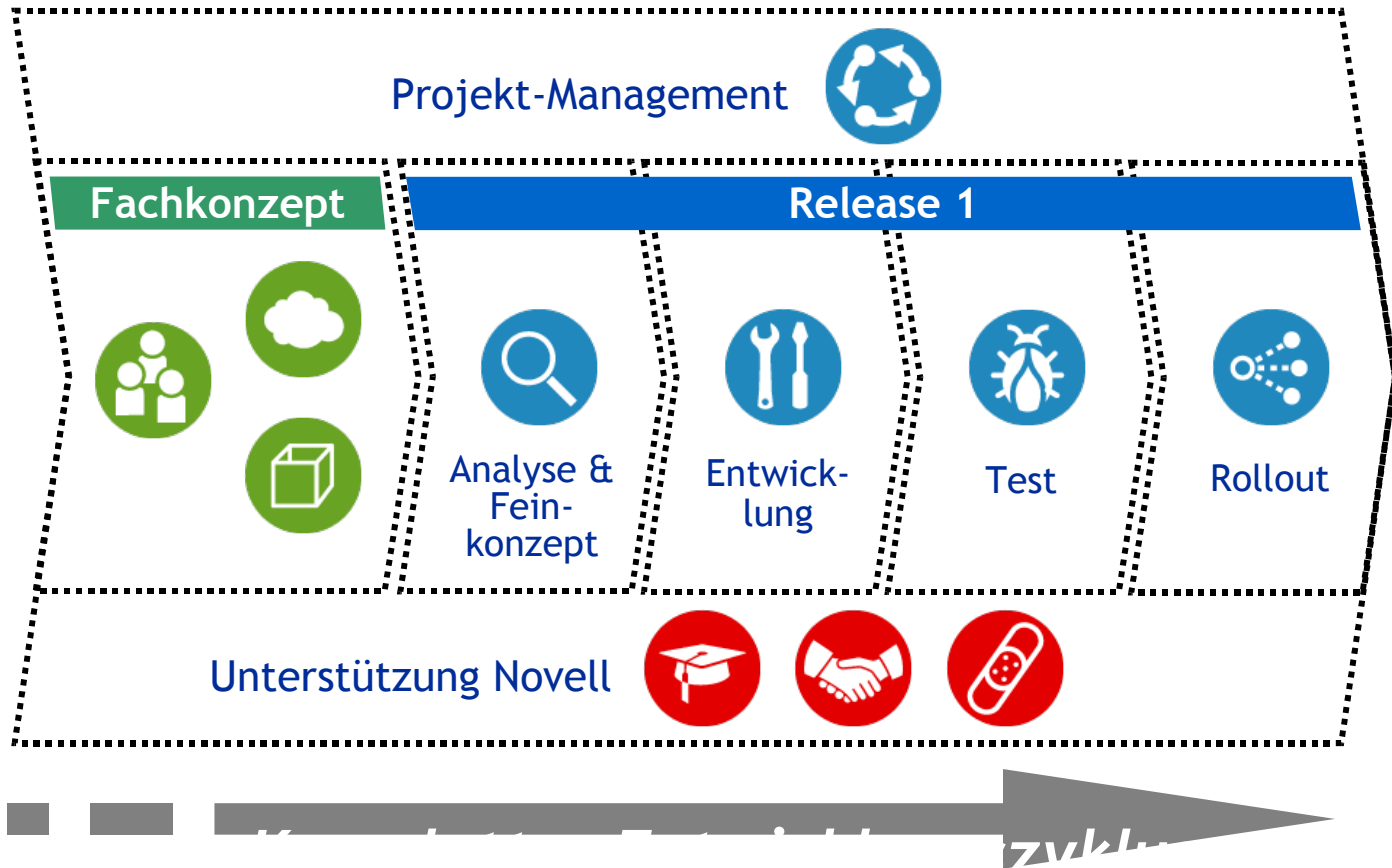 Projekt-Management
Fachkonzept
Release 1
Analyse &
Fein-
konzept
Entwick-
lung
Test
Rollout
Unterstützung Novell